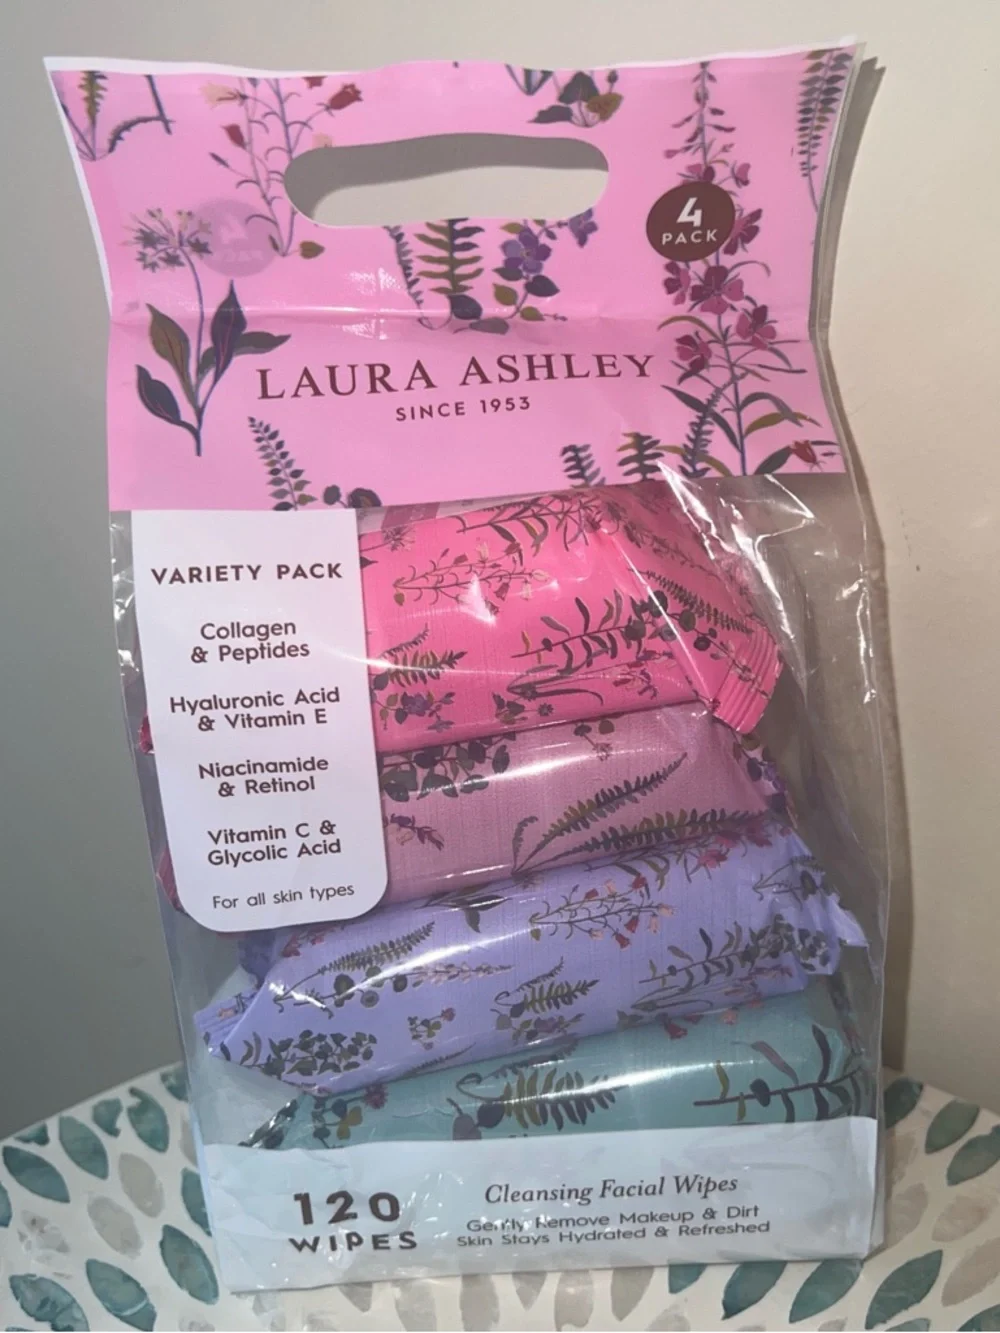 4
PACK
LAURA ASHLEY
SINCE 1953
VARIETY PACK
Collagen
& Peptides
Hyaluronic Acid
& Vitamin E
Niacinamide
& Retinol
Vitamin C &
Glycolic Acid
For all skin types
120
WIPES
Cleansing Facial Wipes
Gently Remove Makeup & Dirt
Skin Stays Hydrated & Refreshed